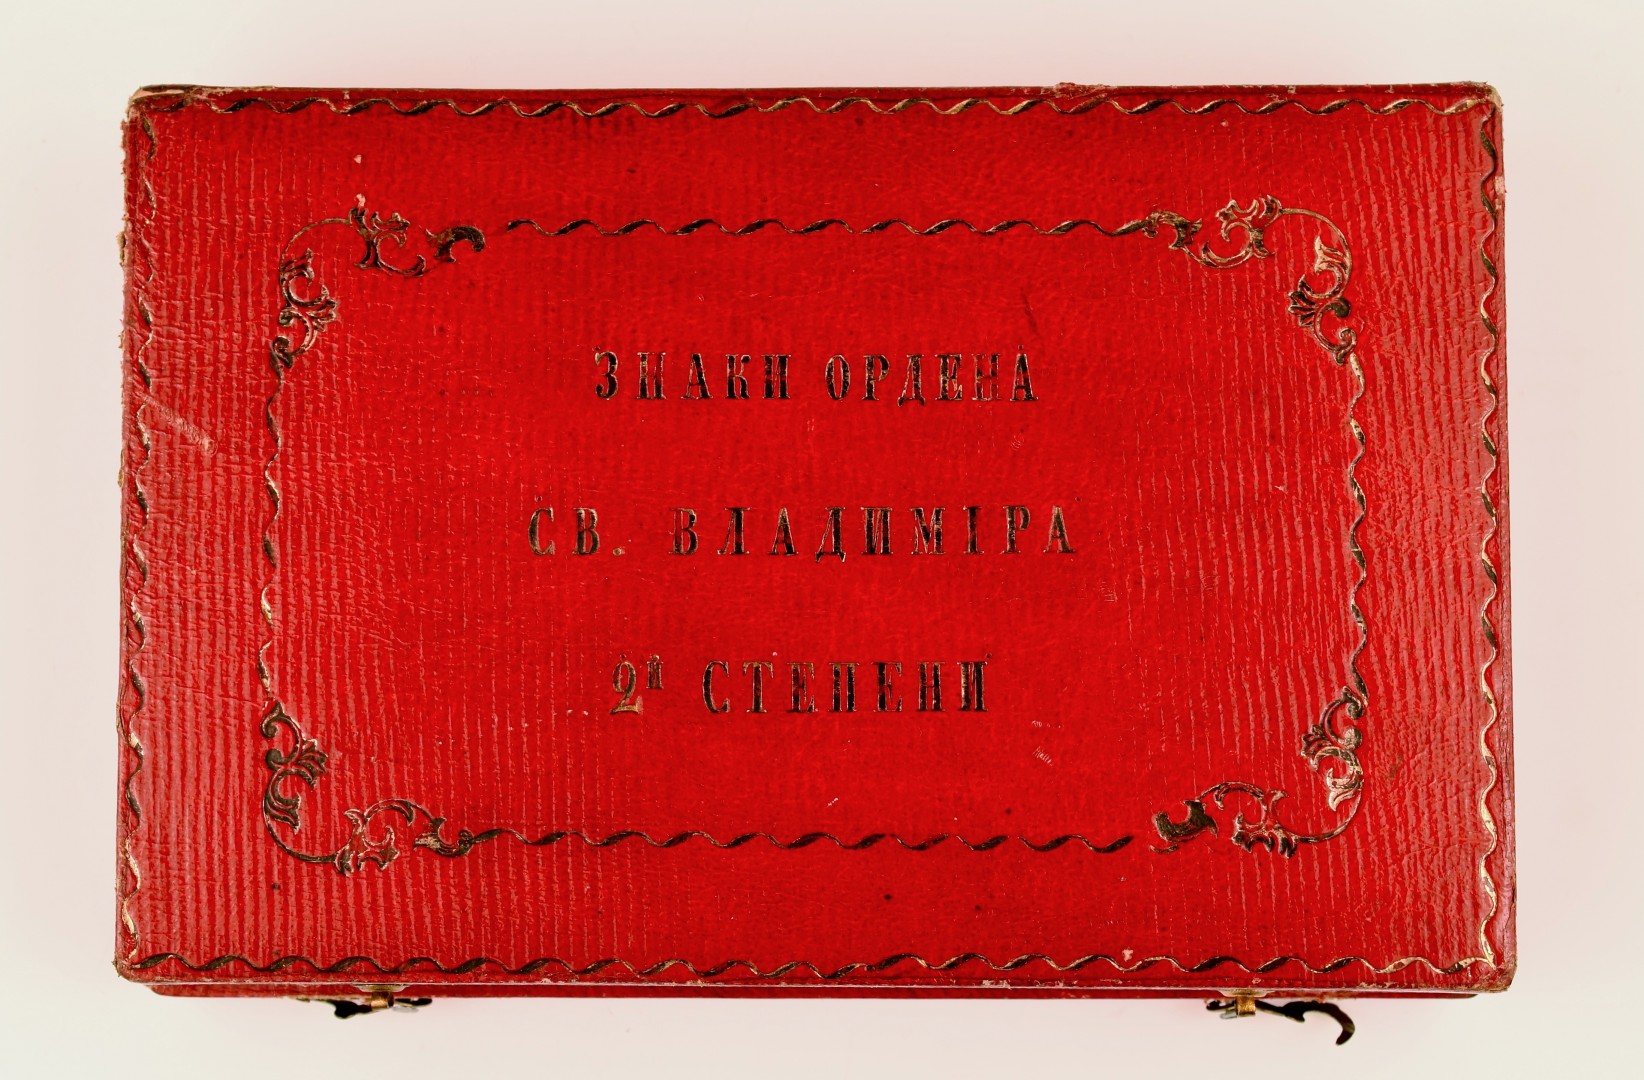 ЗНАКИ ОРДЕНА
СВ. ВЛАДИМІРА
2й СТЕПЕНИ